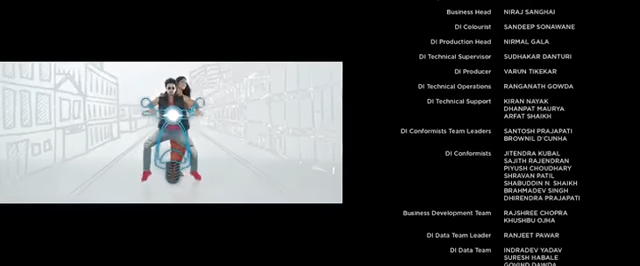 Business Head NIRAJ SANGHAI
DI Colourist SANDEEP SONAWANE
DI Production Head NIRMAL GALA
DI Technical Supervisor SUDHAKAR DANTURI
DI Producer VARUN TIKEKAR
DI Technical Operations RANGANATH GOWDA
DI Technical Support KIRAN NAYAK
DHANPAT MAURYA
ARFAT SHAIKH
DI Conformists Team Leaders SANTOSH PRAJAPATI
BROWNIL D'CUNHA
DI Conformists JITENDRA KUBAL
SAJITH RAJENDRAN
PIYUSH CHOUDHARY
SHRAVAN PATIL
SHABUDDIN N. SHAIKH
BRAHMADEV SINGH
DHIRENDRA PRAJAPATI
Business Development Team RAJSHREE CHOPRA
KHUSHBU OJHA
DI Data Team Leader RANJEET PAWAR
DI Data Team INDRADEV YADAV
SURESH HABALE
GOVIND DAWDA